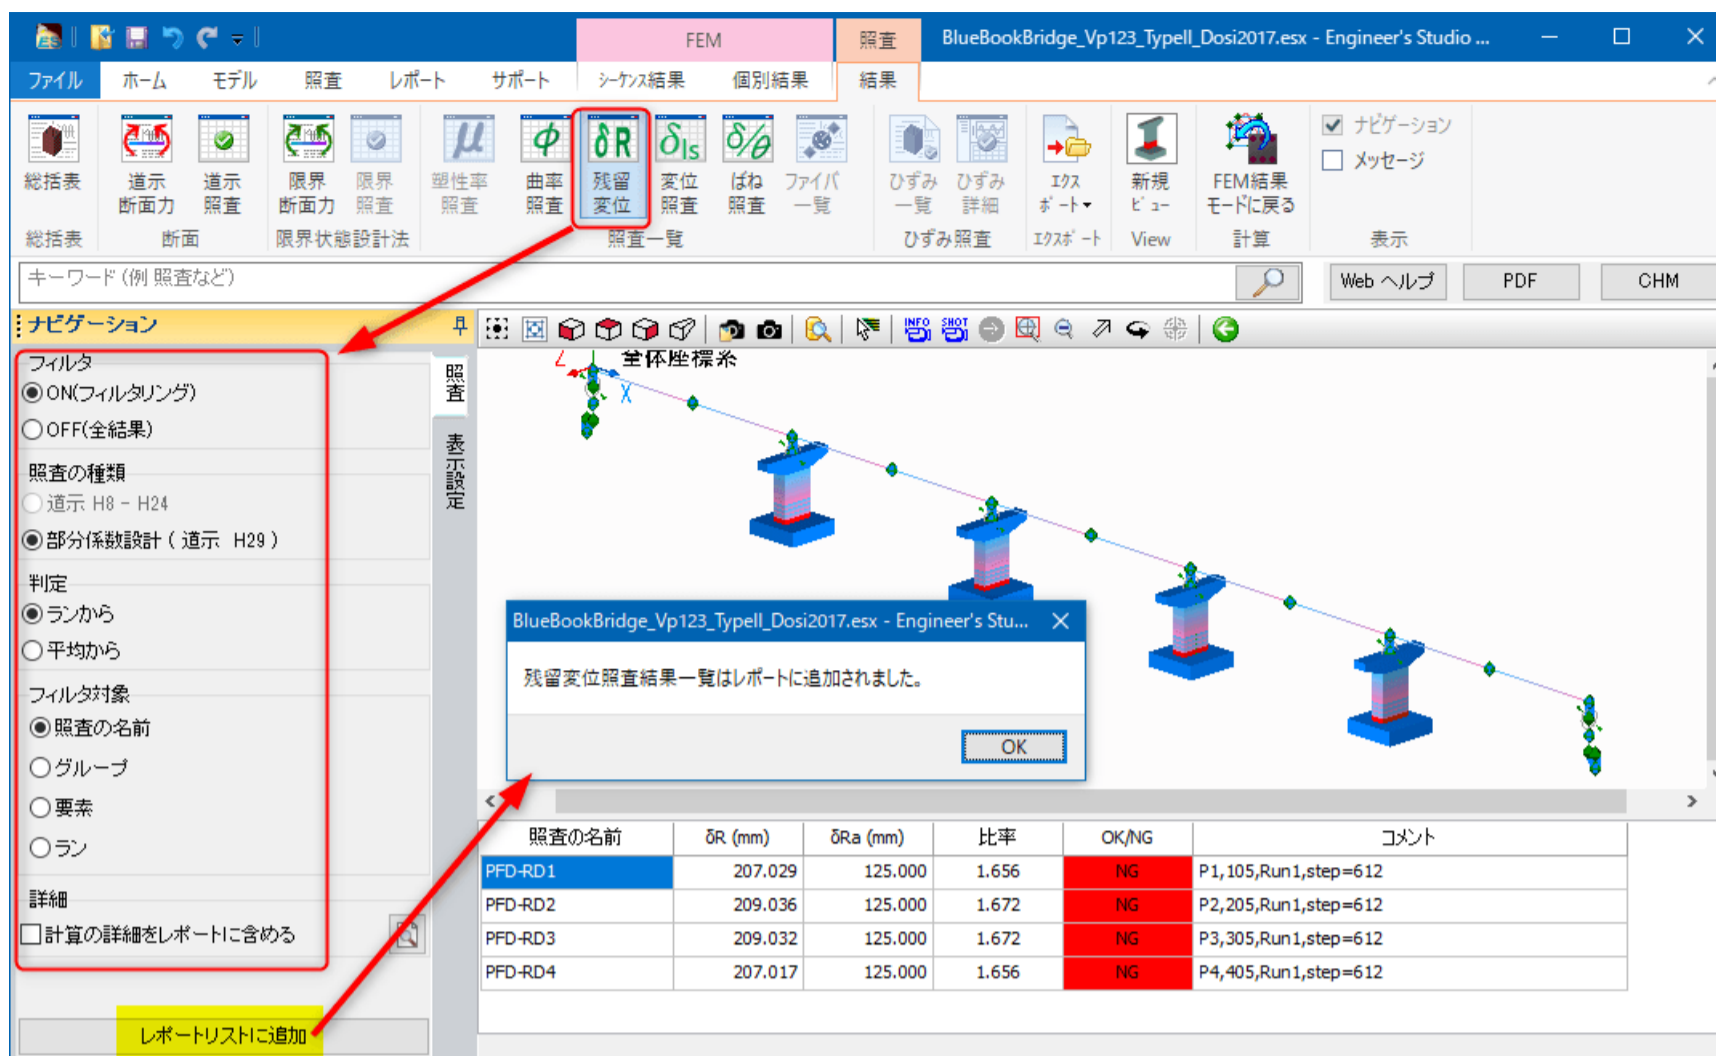 FEM
照査
BlueBookBridge_Vp123_TypeII_Dosi2017.esx - Engineer's Studio ...
ファイル ホーム モデル 照査 レポート サポート シーケンス結果 個別結果 結果
総括表
道示 断面力
道示 照査
限界 断面力
限界 照査
μ
塑性率 照査
φ
曲率 照査
δR
残留 変位
δls
変位 照査
δ/θ
ばね 照査
ファイバ 一覧
ひずみ 一覧
ひずみ 詳細
エクスポート
新規 ビュー
FEM結果 モードに戻る
ナビゲーション
メッセージ
総括表 断面 限界状態設計法 照査一覧 ひずみ照査 エクスポート View 計算 表示
キーワード (例 照査など)
Web ヘルプ PDF CHM
ナビゲーション
フィルタ
ON(フィルタリング)
OFF(全結果)
照査の種類
道示 H8 - H24
部分係数設計 ( 道示 H29 )
判定
ランから
平均から
フィルタ対象
照査の名前
グループ
要素
ラン
詳細
計算の詳細をレポートに含める
レポートリストに追加
照査
表示設定
INFO
SHOT
Z 全体座標系
X
BlueBookBridge_Vp123_TypeII_Dosi2017.esx - Engineer's Stu...
残留変位照査結果一覧はレポートに追加されました。
OK
照査の名前 δR (mm) δRa (mm) 比率 OK/NG コメント
PFD-RD1 207.029 125.000 1.656 NG P1,105,Run1,step=612
PFD-RD2 209.036 125.000 1.672 NG P2,205,Run1,step=612
PFD-RD3 209.032 125.000 1.672 NG P3,305,Run1,step=612
PFD-RD4 207.017 125.000 1.656 NG P4,405,Run1,step=612